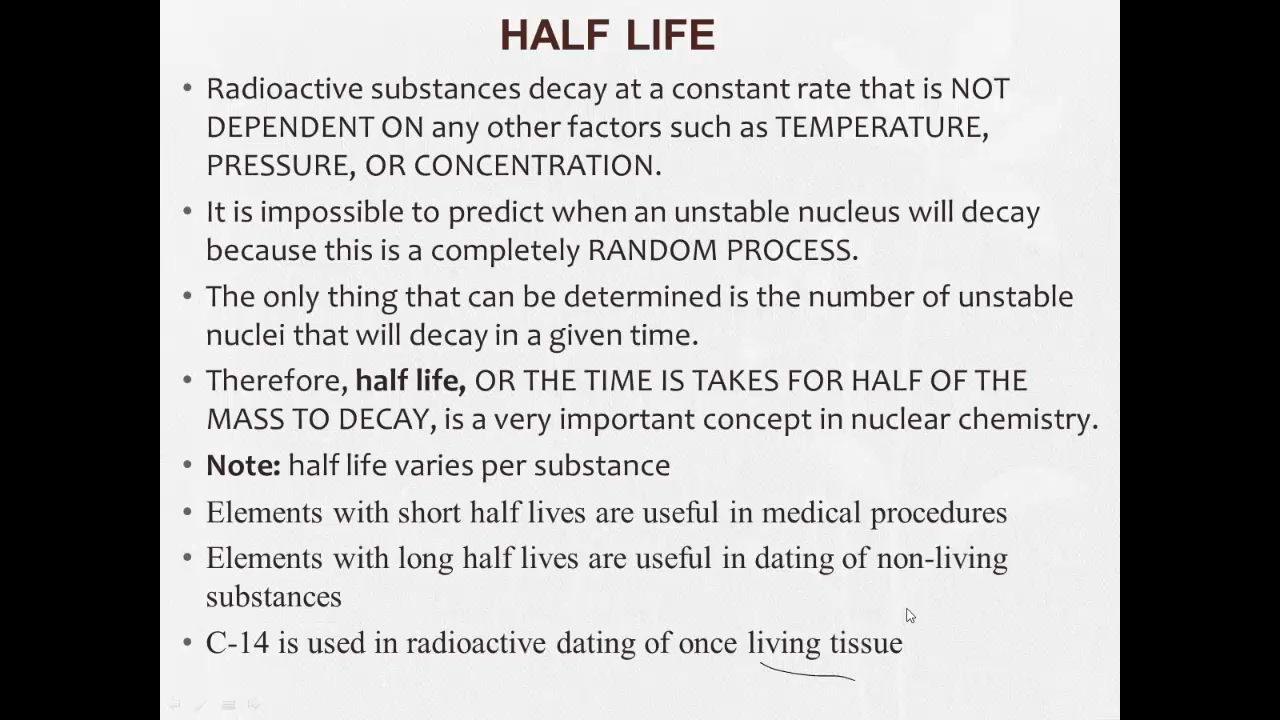 HALF LIFE
• Radioactive substances decay at a constant rate that is NOT
DEPENDENT ON any other factors such as TEMPERATURE,
PRESSURE, OR CONCENTRATION.
• It is impossible to predict when an unstable nucleus will decay
because this is a completely RANDOM PROCESS.
• The only thing that can be determined is the number of unstable
nuclei that will decay in a given time.
• Therefore, half life, OR THE TIME IS TAKES FOR HALF OF THE
MASS TO DECAY, is a very important concept in nuclear chemistry.
• Note: half life varies per substance
• Elements with short half lives are useful in medical procedures
• Elements with long half lives are useful in dating of non-living
substances
• C-14 is used in radioactive dating of once living tissue